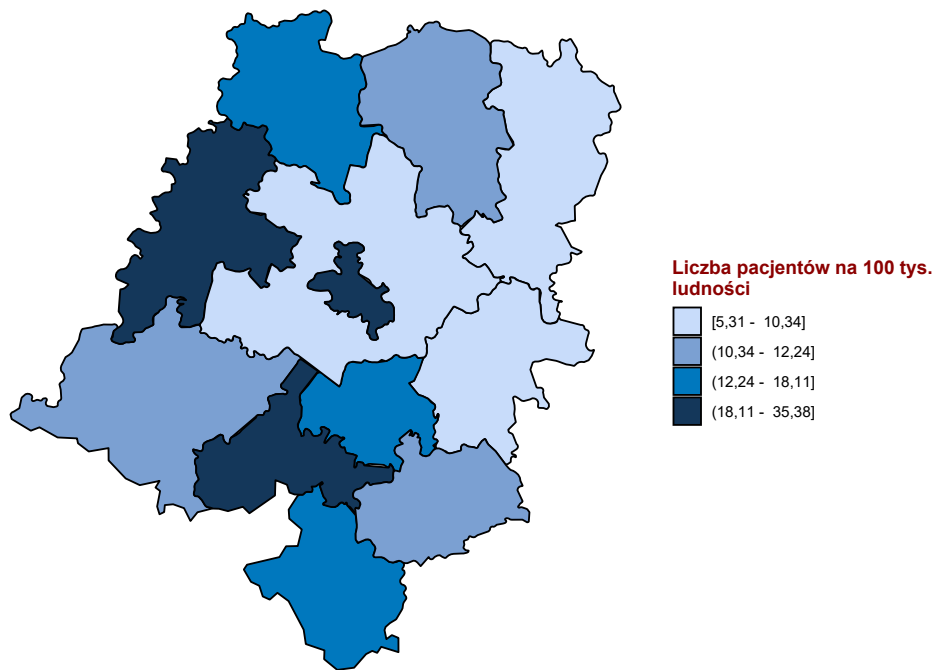 Liczba pacjentów na 100 tys.
ludności
[5,31 - 10,34]
(10,34 - 12,24]
(12,24 - 18,11]
(18,11 - 35,38]